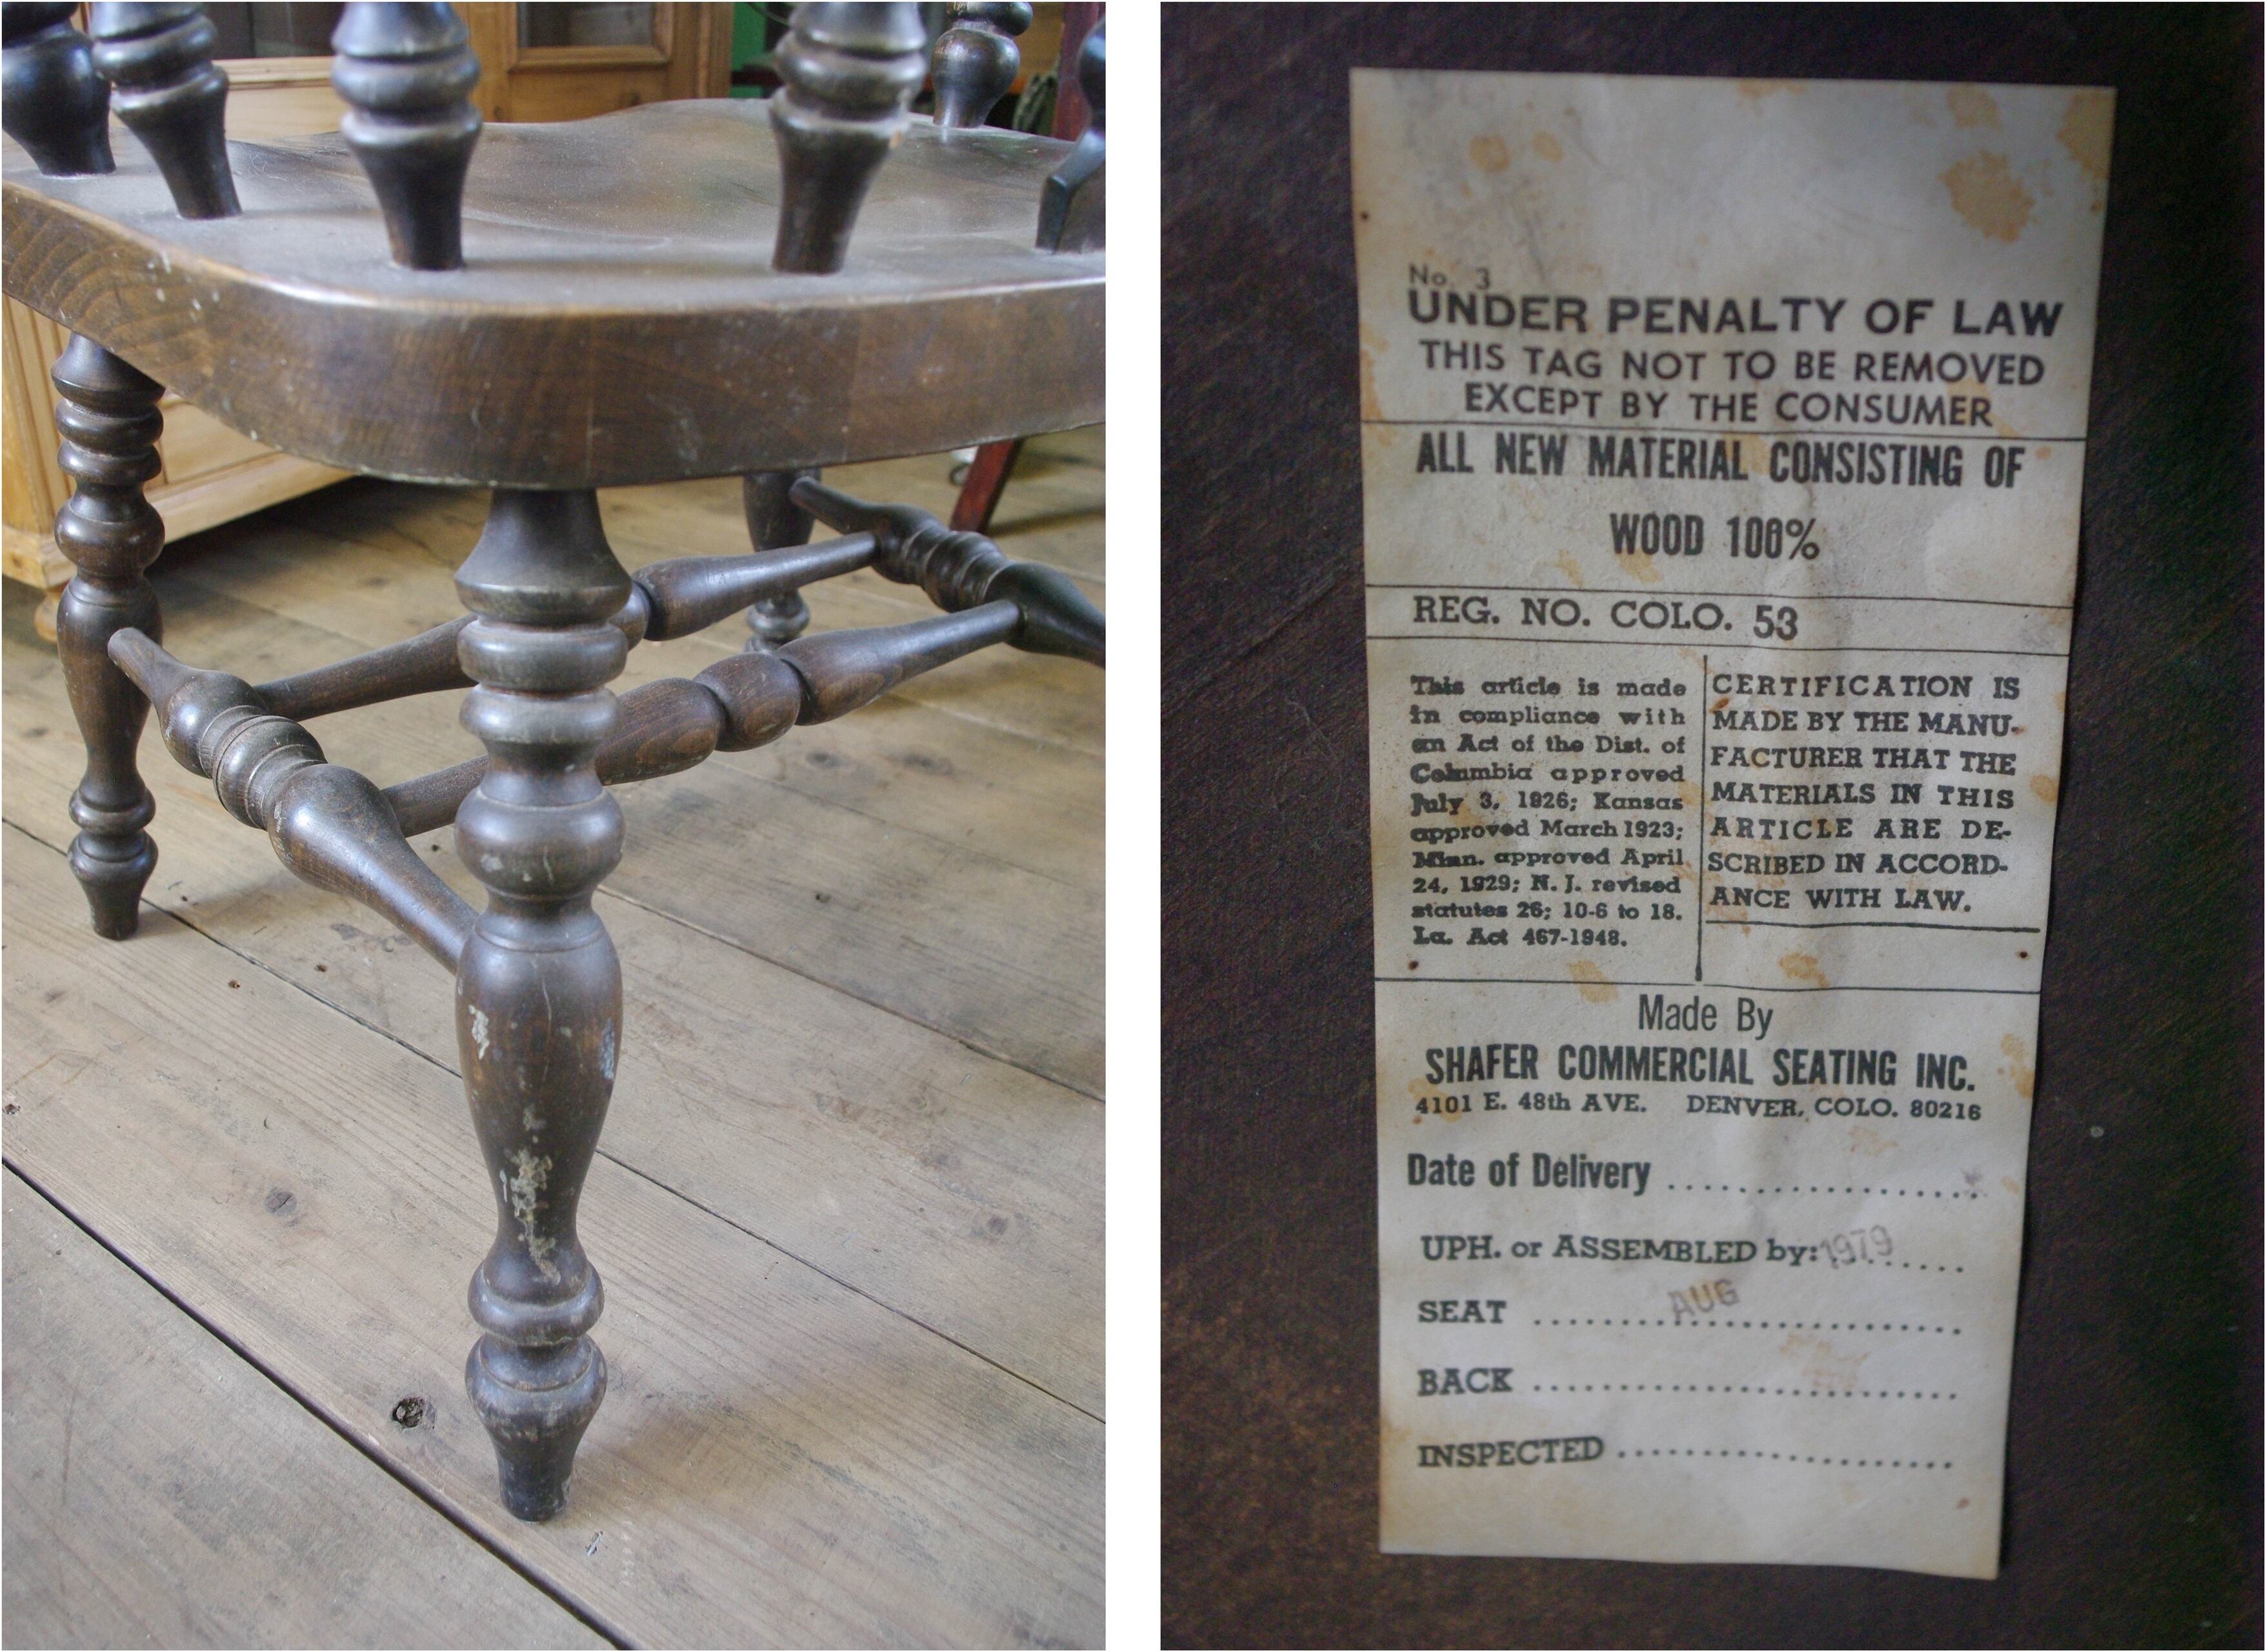 No. 3
UNDER PENALTY OF LAW
THIS TAG NOT TO BE REMOVED
EXCEPT BY THE CONSUMER
ALL NEW MATERIAL CONSISTING OF
WOOD 100%
REG. NO. COLO. 53
This article is made
in compliance with
an Act of the Dist. of
Columbia approved
July 3, 1926; Kansas
approved March 1923;
Minn. approved April
24, 1929; N. J. revised
statutes 26; 10-6 to 18.
La. Act 467-1948.
CERTIFICATION IS
MADE BY THE MANU-
FACTURER THAT THE
MATERIALS IN THIS
ARTICLE ARE DE-
SCRIBED IN ACCORD-
ANCE WITH LAW.
Made By
SHAFER COMMERCIAL SEATING INC.
4101 E. 48th AVE. DENVER, COLO. 80216
Date of Delivery ..................
UPH. or ASSEMBLED by: 1979 ......
SEAT ............ AUG ............
BACK ............................
INSPECTED ......................